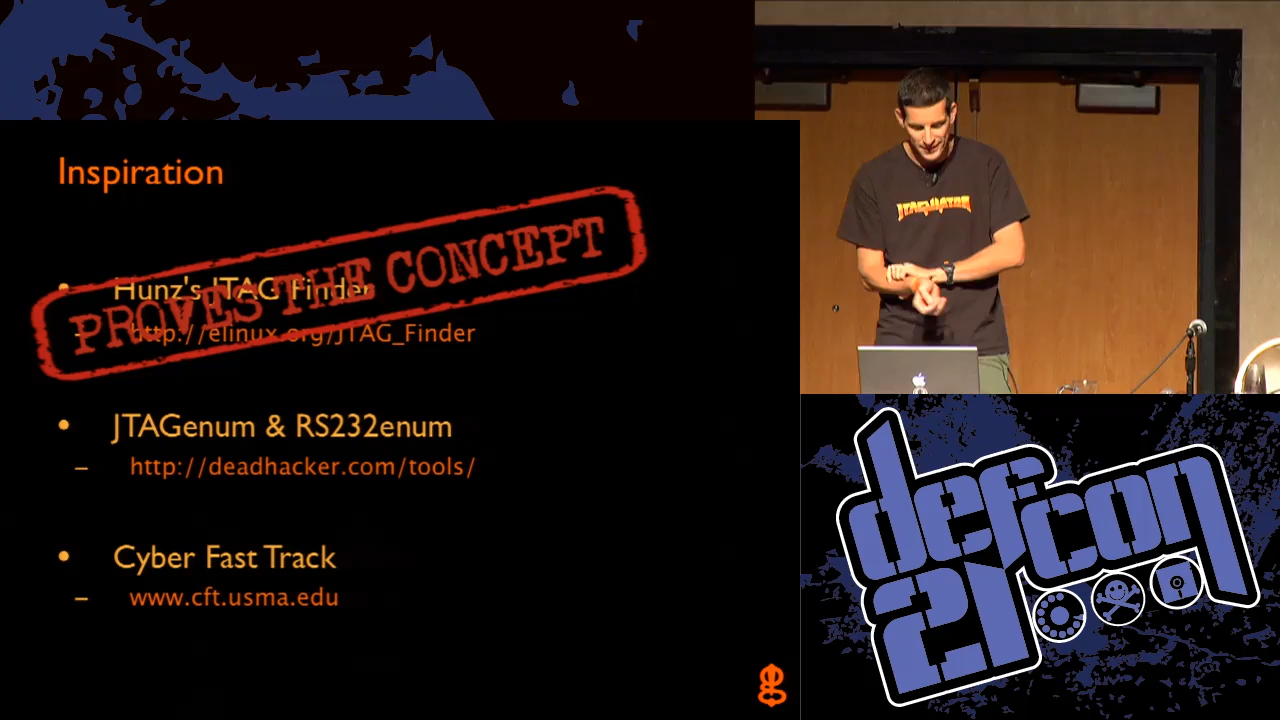 Inspiration
PROVES THE CONCEPT
• Hunz's JTAG Finder
– http://elinux.org/JTAG_Finder
• JTAGenum & RS232enum
– http://deadhacker.com/tools/
• Cyber Fast Track
– www.cft.usma.edu
JTAGULATOR
defcon
21